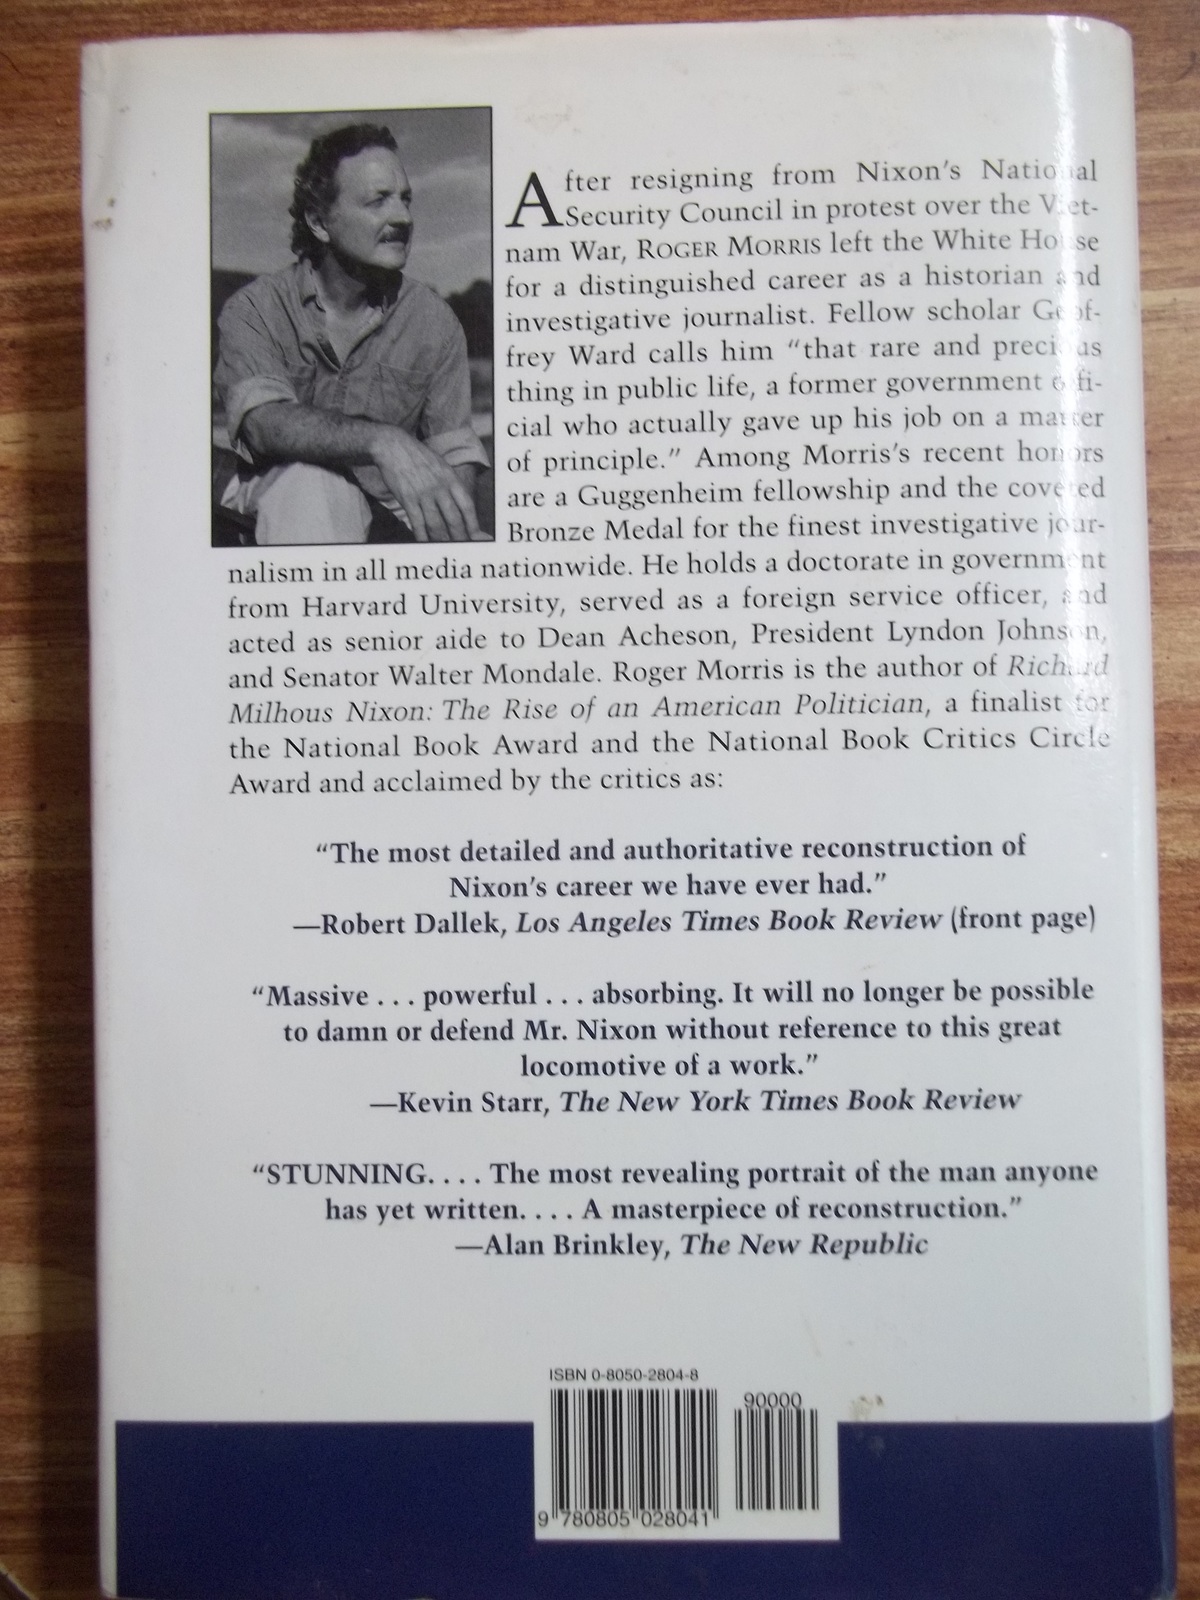 After resigning from Nixon's National
Security Council in protest over the Viet-
nam War, ROGER MORRIS left the White House
for a distinguished career as a historian and
investigative journalist. Fellow scholar Geof-
frey Ward calls him “that rare and precious
thing in public life, a former government offi-
cial who actually gave up his job on a matter
of principle.” Among Morris's recent honors
are a Guggenheim fellowship and the coveted
Bronze Medal for the finest investigative jour-
nalism in all media nationwide. He holds a doctorate in government
from Harvard University, served as a foreign service officer, and
acted as senior aide to Dean Acheson, President Lyndon Johnson,
and Senator Walter Mondale. Roger Morris is the author of Richard
Milhous Nixon: The Rise of an American Politician, a finalist for
the National Book Award and the National Book Critics Circle
Award and acclaimed by the critics as:
“The most detailed and authoritative reconstruction of
Nixon's career we have ever had.”
—Robert Dallek, Los Angeles Times Book Review (front page)
“Massive . . . powerful . . . absorbing. It will no longer be possible
to damn or defend Mr. Nixon without reference to this great
locomotive of a work.”
—Kevin Starr, The New York Times Book Review
“STUNNING. . . . The most revealing portrait of the man anyone
has yet written. . . . A masterpiece of reconstruction.”
—Alan Brinkley, The New Republic
ISBN 0-8050-2804-8
90000
9 780805 028041